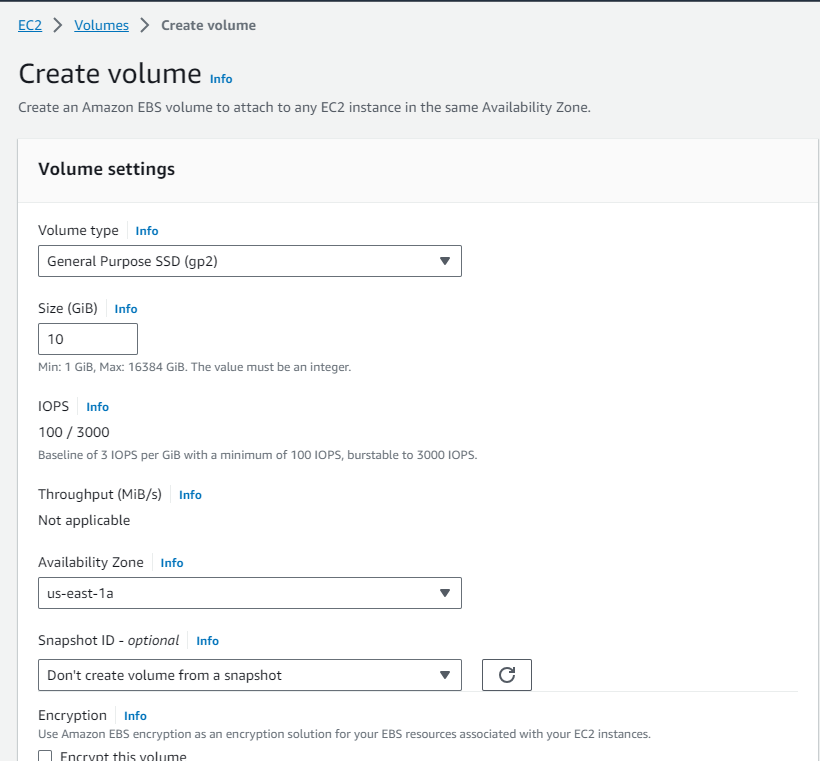 EC2 > Volumes > Create volume
Create volume Info
Create an Amazon EBS volume to attach to any EC2 instance in the same Availability Zone.
Volume settings
Volume type Info
General Purpose SSD (gp2)
Size (GiB) Info
10
Min: 1 GiB, Max: 16384 GiB. The value must be an integer.
IOPS Info
100 / 3000
Baseline of 3 IOPS per GiB with a minimum of 100 IOPS, burstable to 3000 IOPS.
Throughput (MiB/s) Info
Not applicable
Availability Zone Info
us-east-1a
Snapshot ID - optional Info
Don't create volume from a snapshot
Encryption Info
Use Amazon EBS encryption as an encryption solution for your EBS resources associated with your EC2 instances.
Encrypt this volume